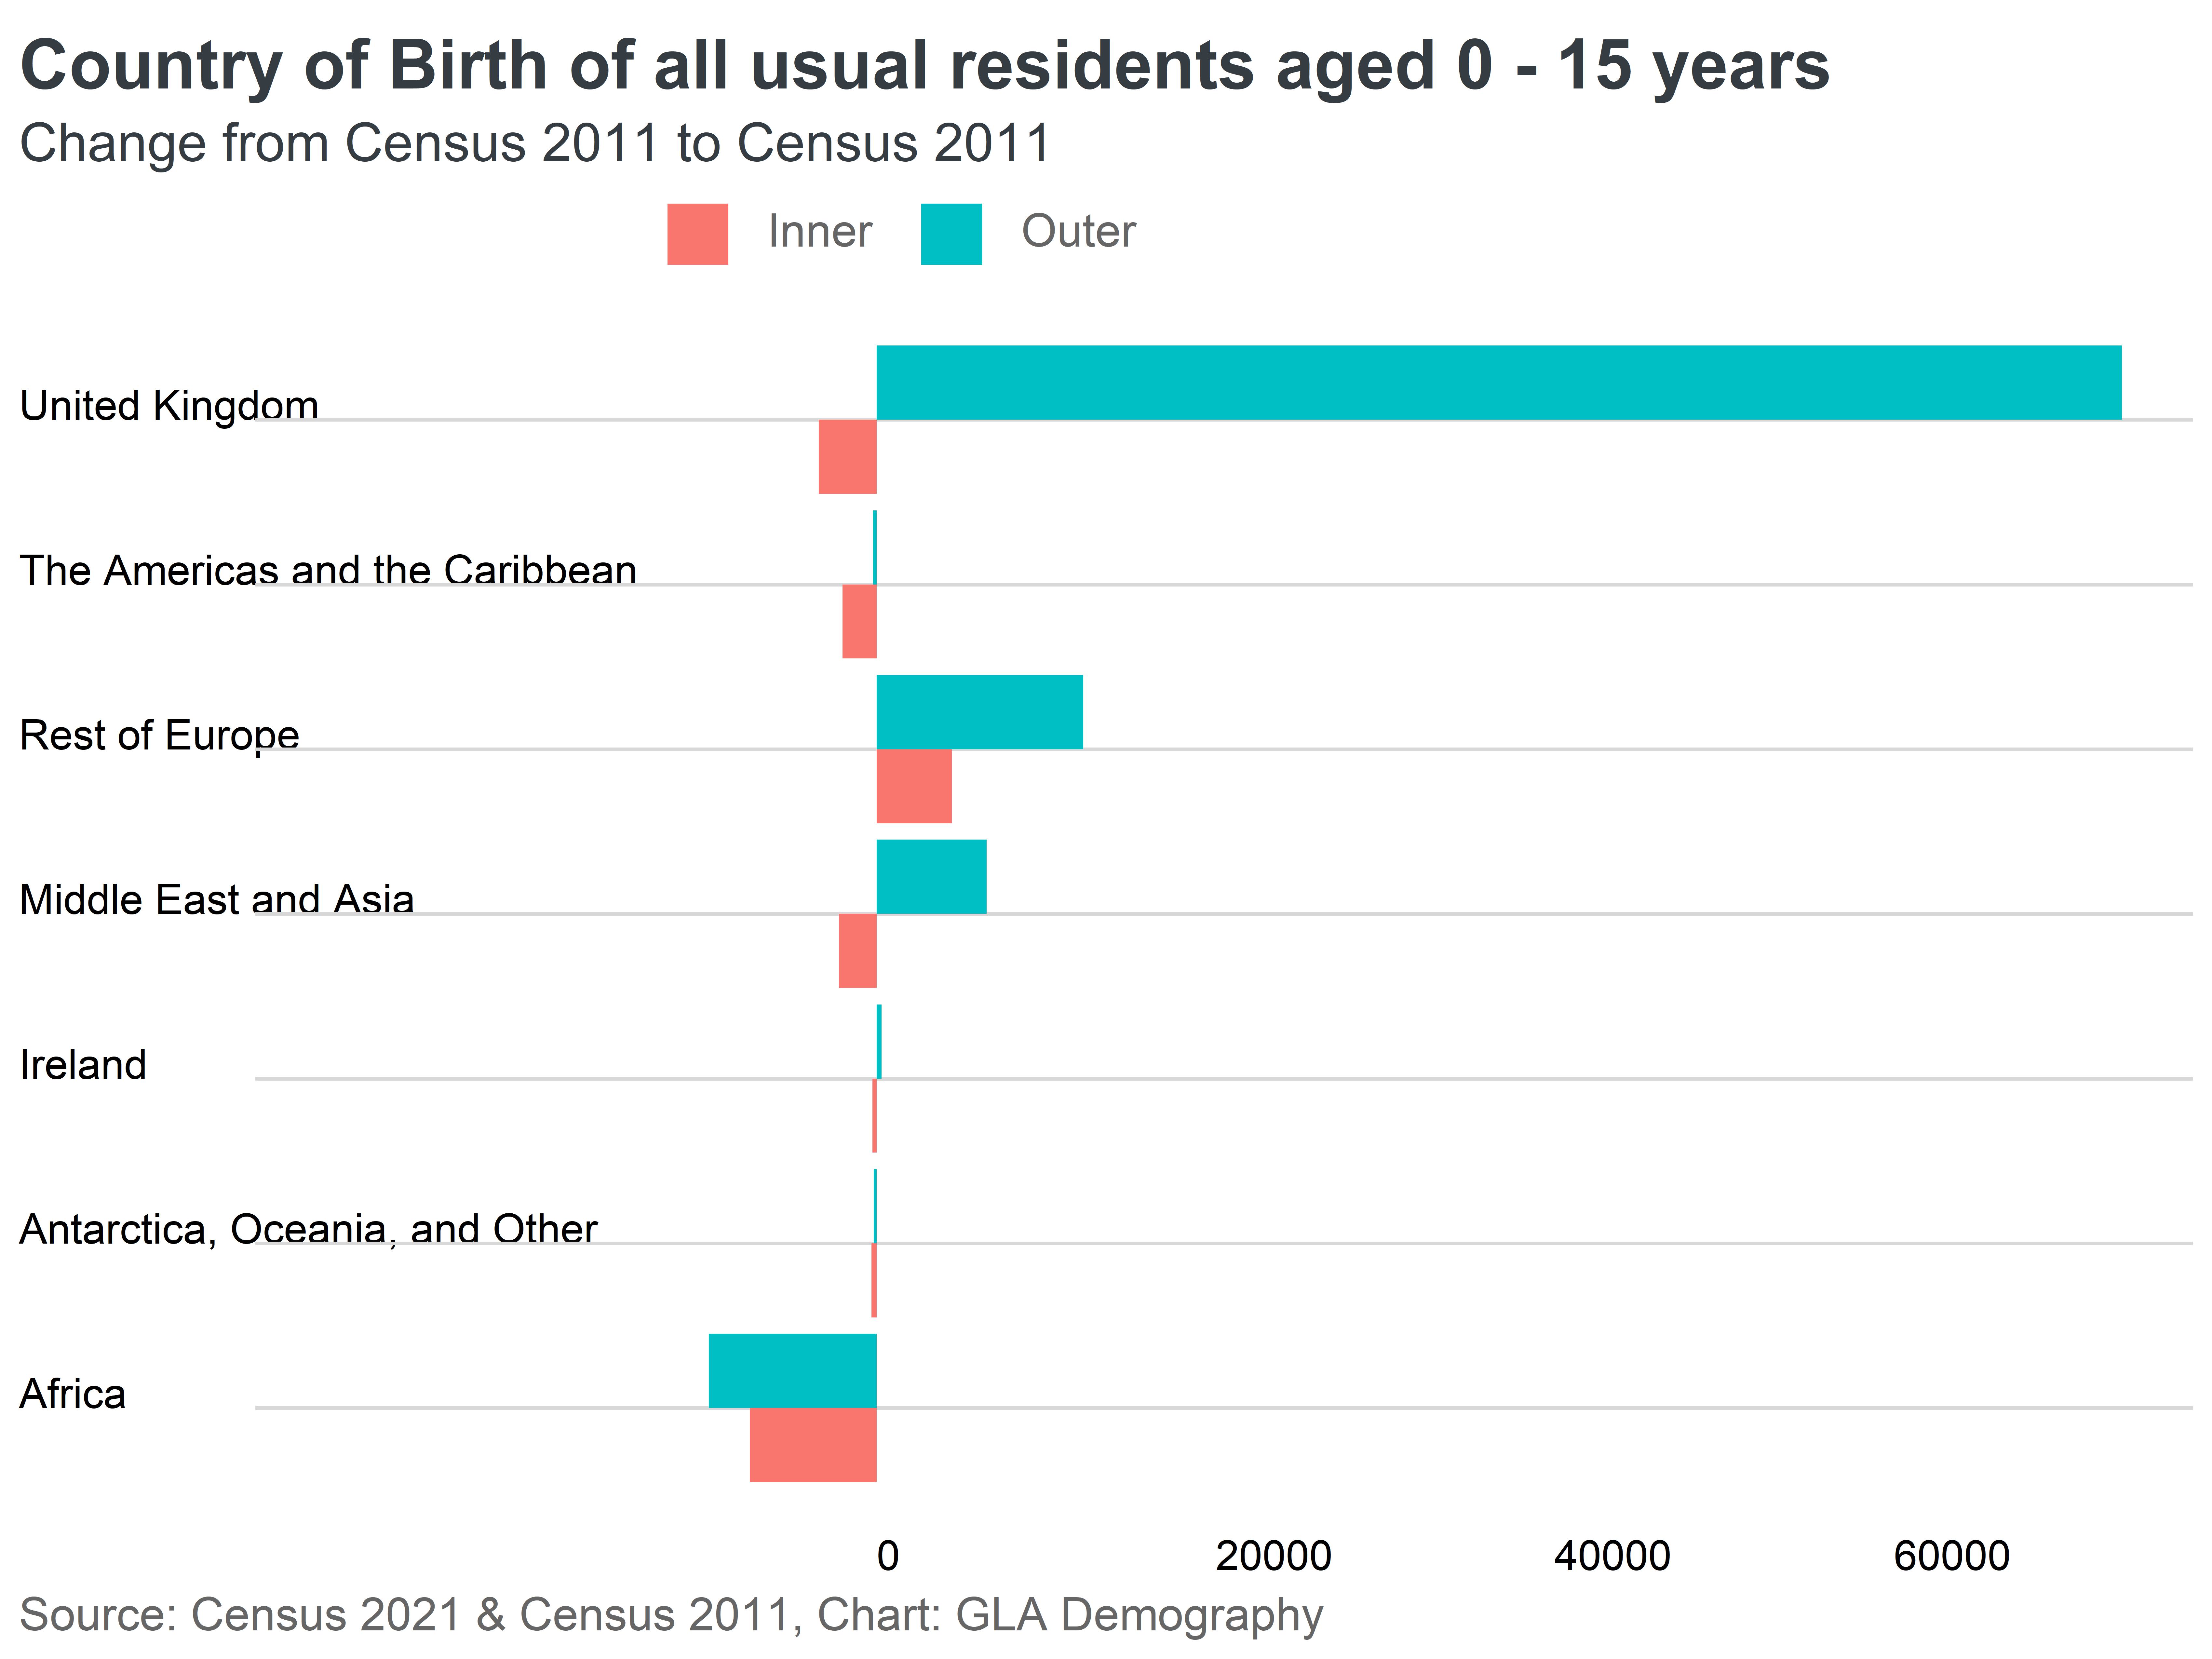 Country of Birth of all usual residents aged 0 - 15 years
Change from Census 2011 to Census 2011
Inner Outer
United Kingdom
The Americas and the Caribbean
Rest of Europe
Middle East and Asia
Ireland
Antarctica, Oceania, and Other
Africa
0 20000 40000 60000
Source: Census 2021 & Census 2011, Chart: GLA Demography